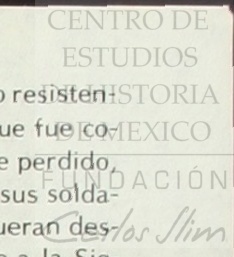 CENTRO DE
ESTUDIOS
o resisten-
DE HISTORIA
ue fue co-
DE MEXICO
e perdido,
FUNDACIÓN
sus solda-
Carlos Slim
ueran des-